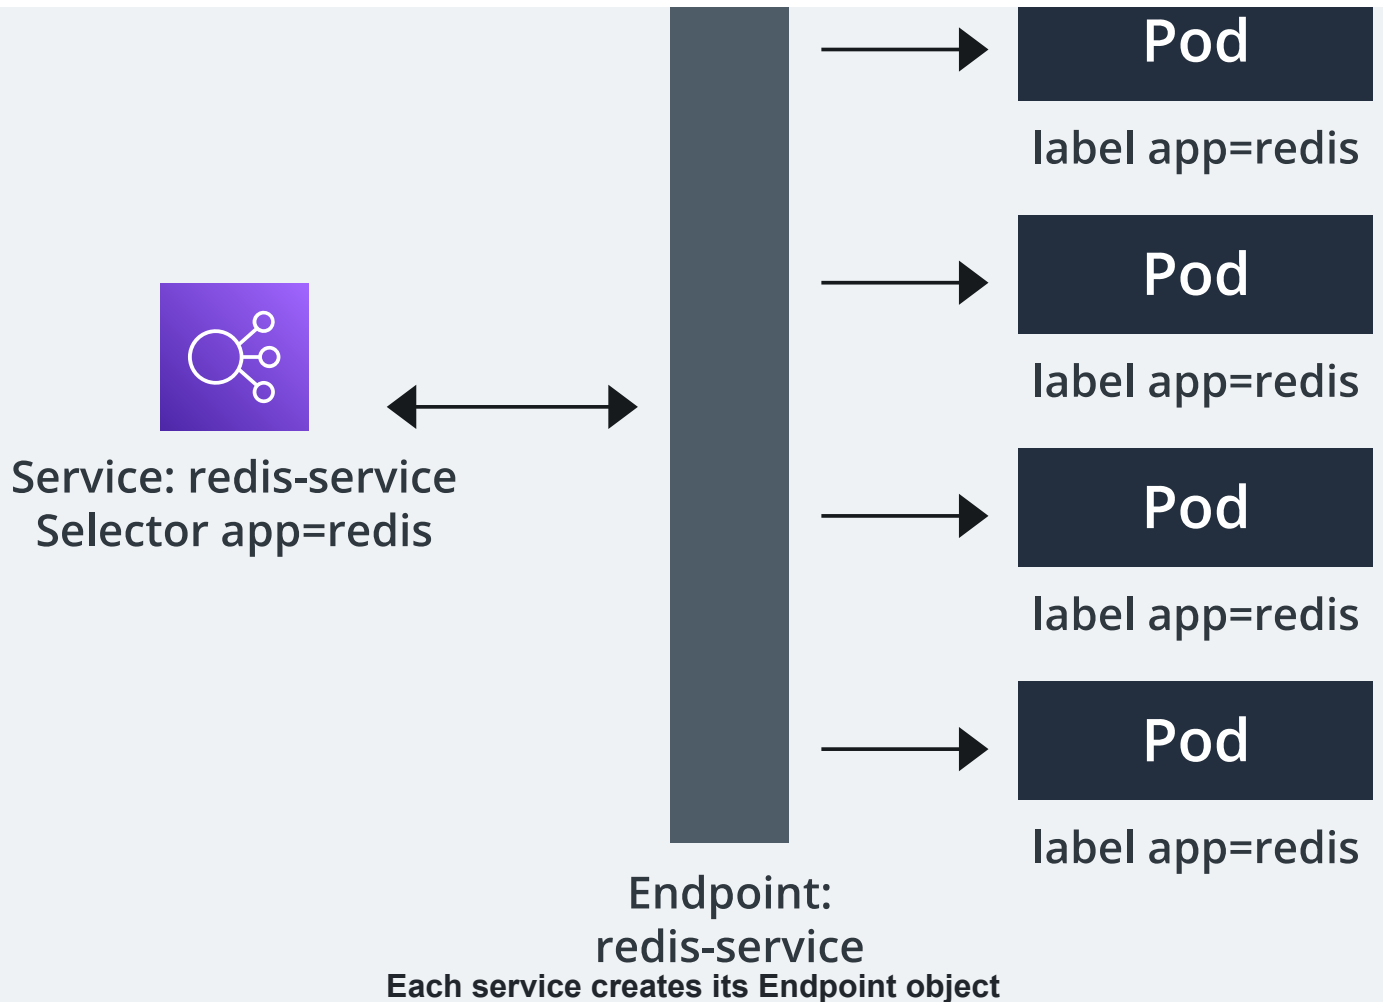 Pod
label app=redis
Pod
label app=redis
Service: redis-service
Selector app=redis
Pod
label app=redis
Pod
label app=redis
Endpoint:
redis-service
Each service creates its Endpoint object